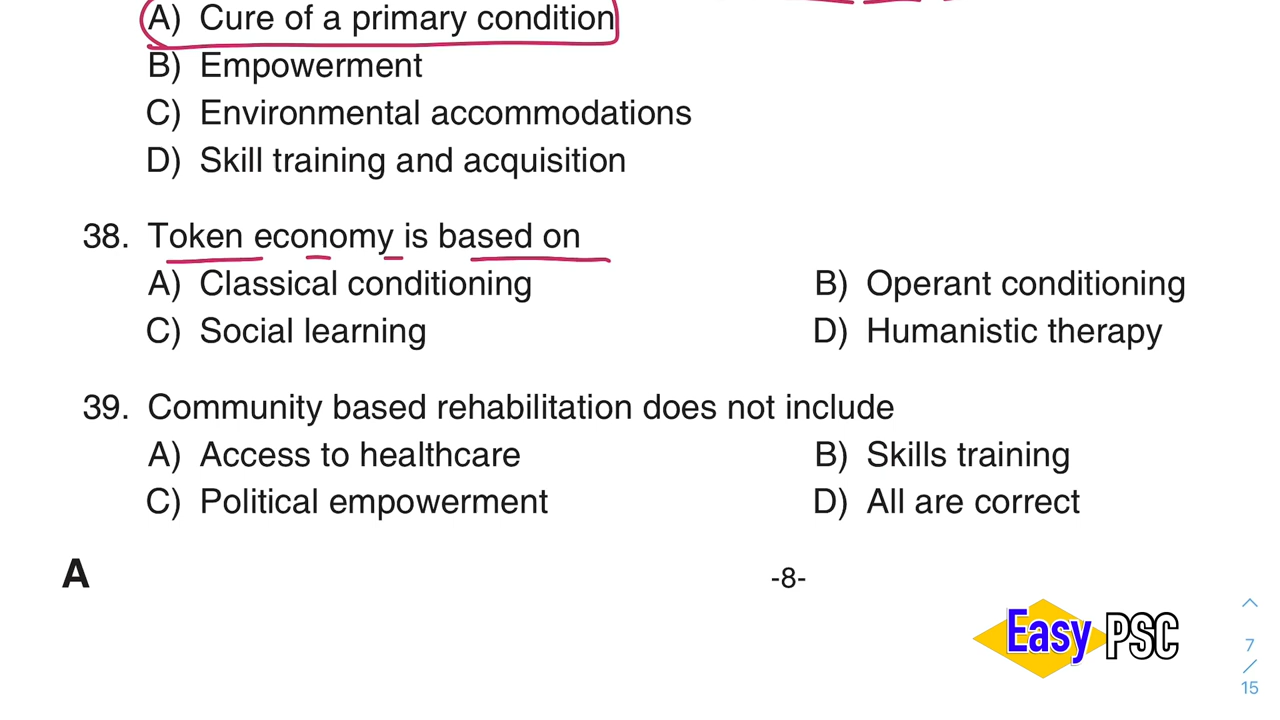 A) Cure of a primary condition
B) Empowerment
C) Environmental accommodations
D) Skill training and acquisition
38. Token economy is based on
A) Classical conditioning B) Operant conditioning
C) Social learning D) Humanistic therapy
39. Community based rehabilitation does not include
A) Access to healthcare B) Skills training
C) Political empowerment D) All are correct
A -8-
Easy PSC
7
/
15